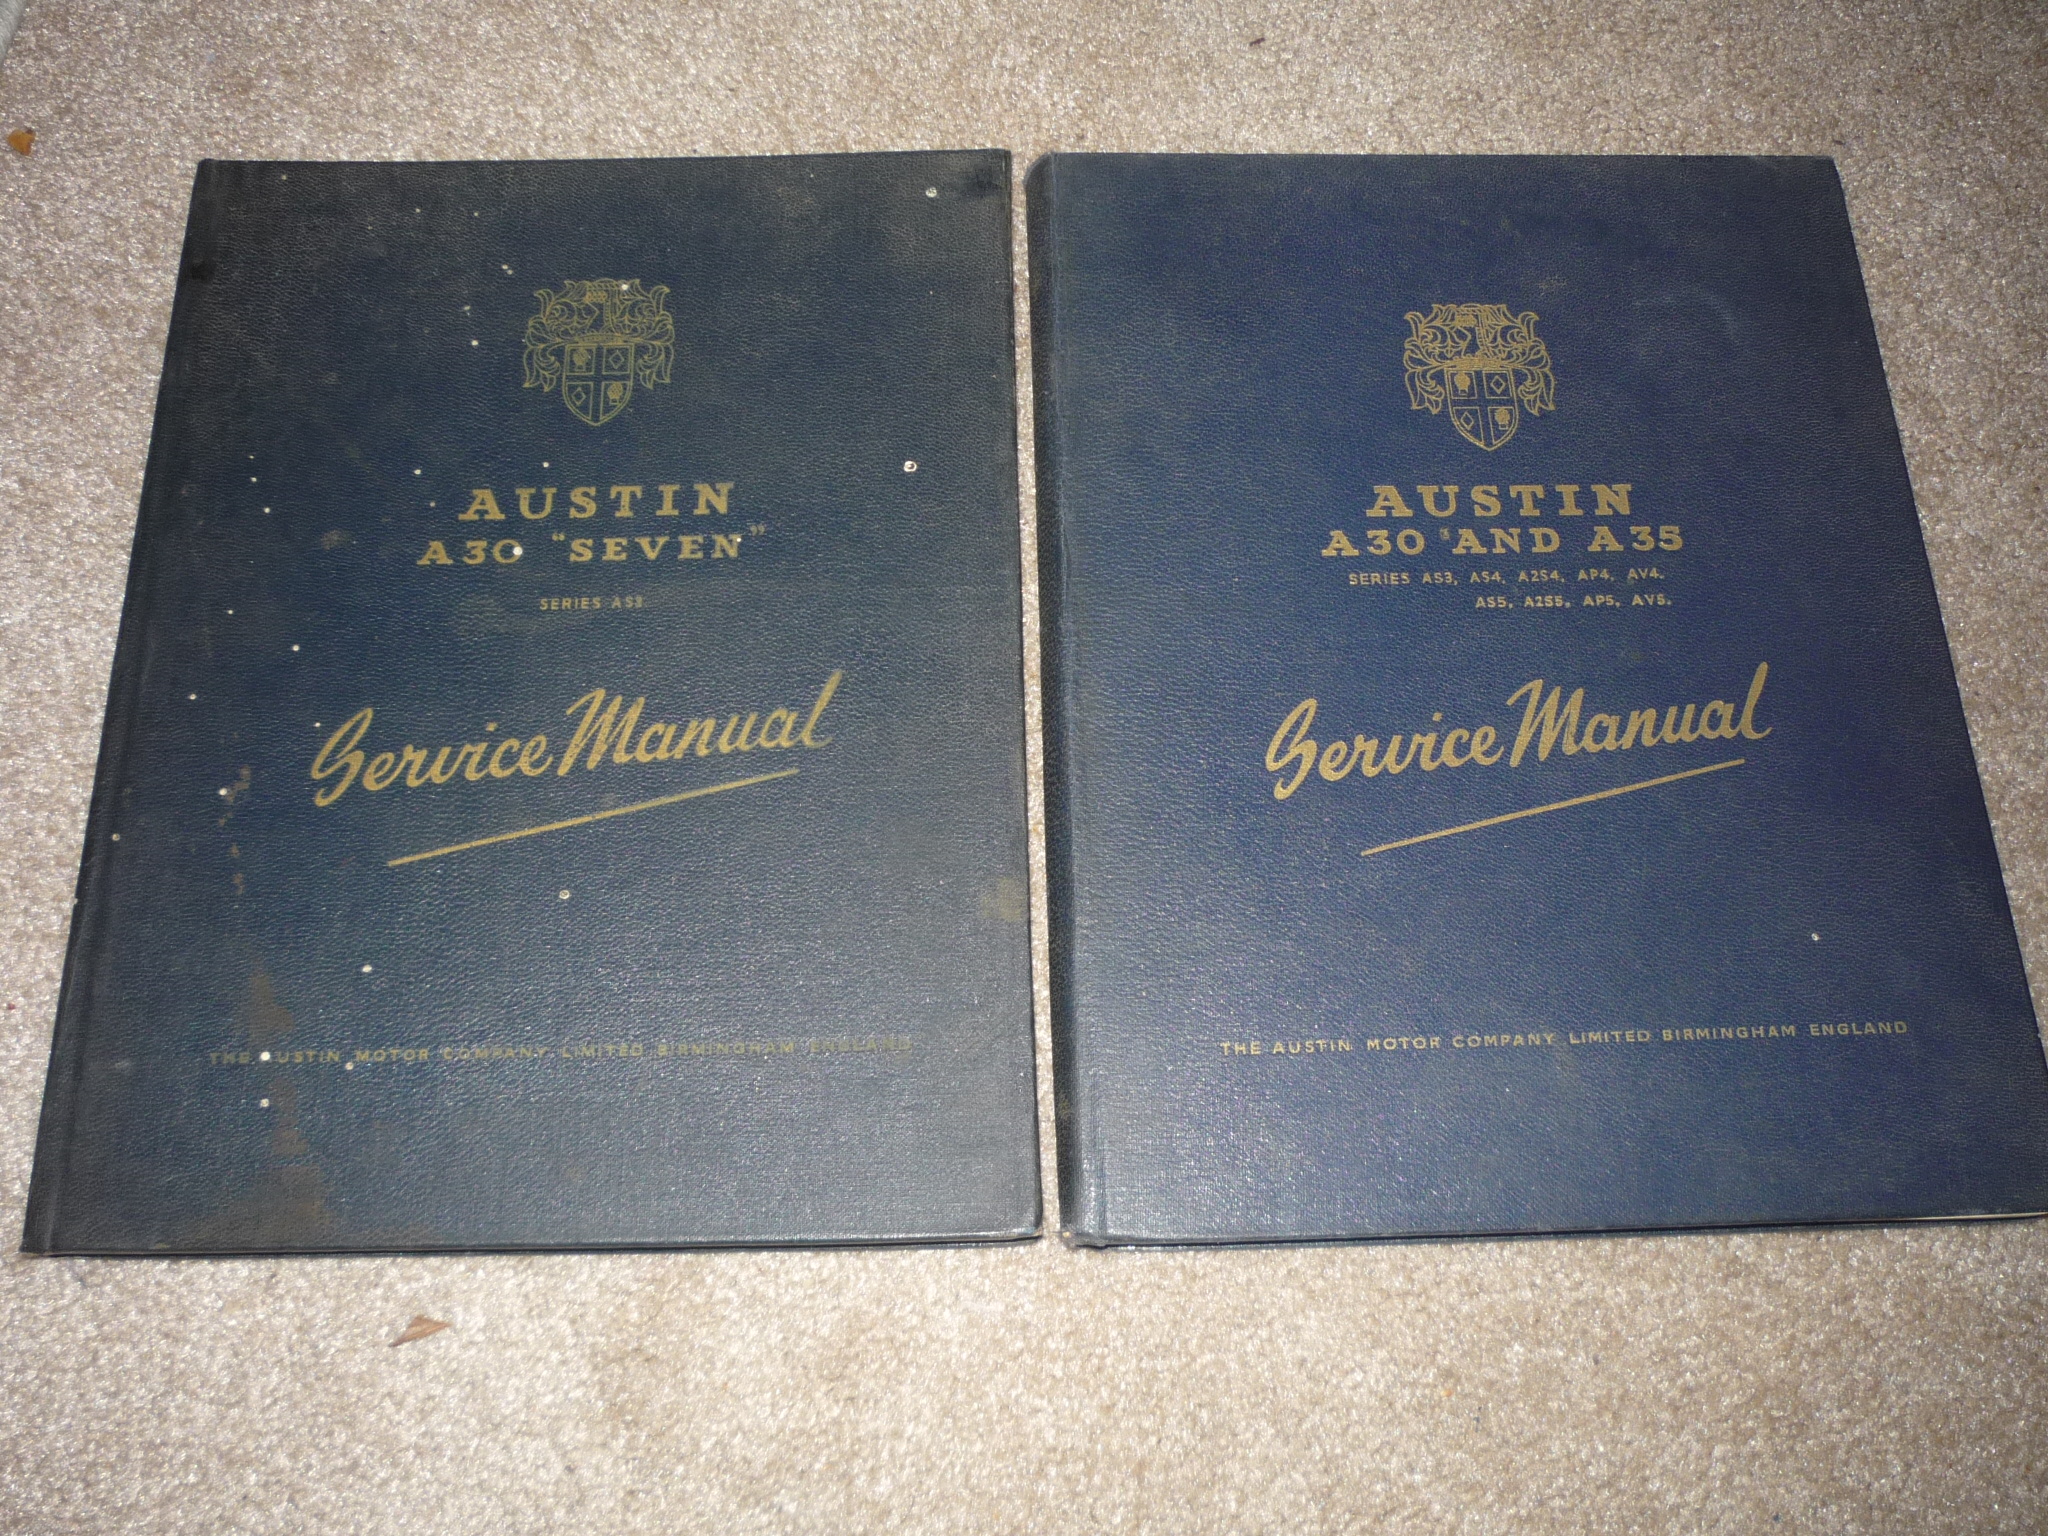 AUSTIN
A30 "SEVEN"
SERIES AS3
Service Manual
THE AUSTIN MOTOR COMPANY LIMITED BIRMINGHAM ENGLAND
AUSTIN
A30 AND A35
SERIES AS3, AS4, A2S4, AP4, AV4.
AS5, A2S5, AP5, AV5.
Service Manual
THE AUSTIN MOTOR COMPANY LIMITED BIRMINGHAM ENGLAND